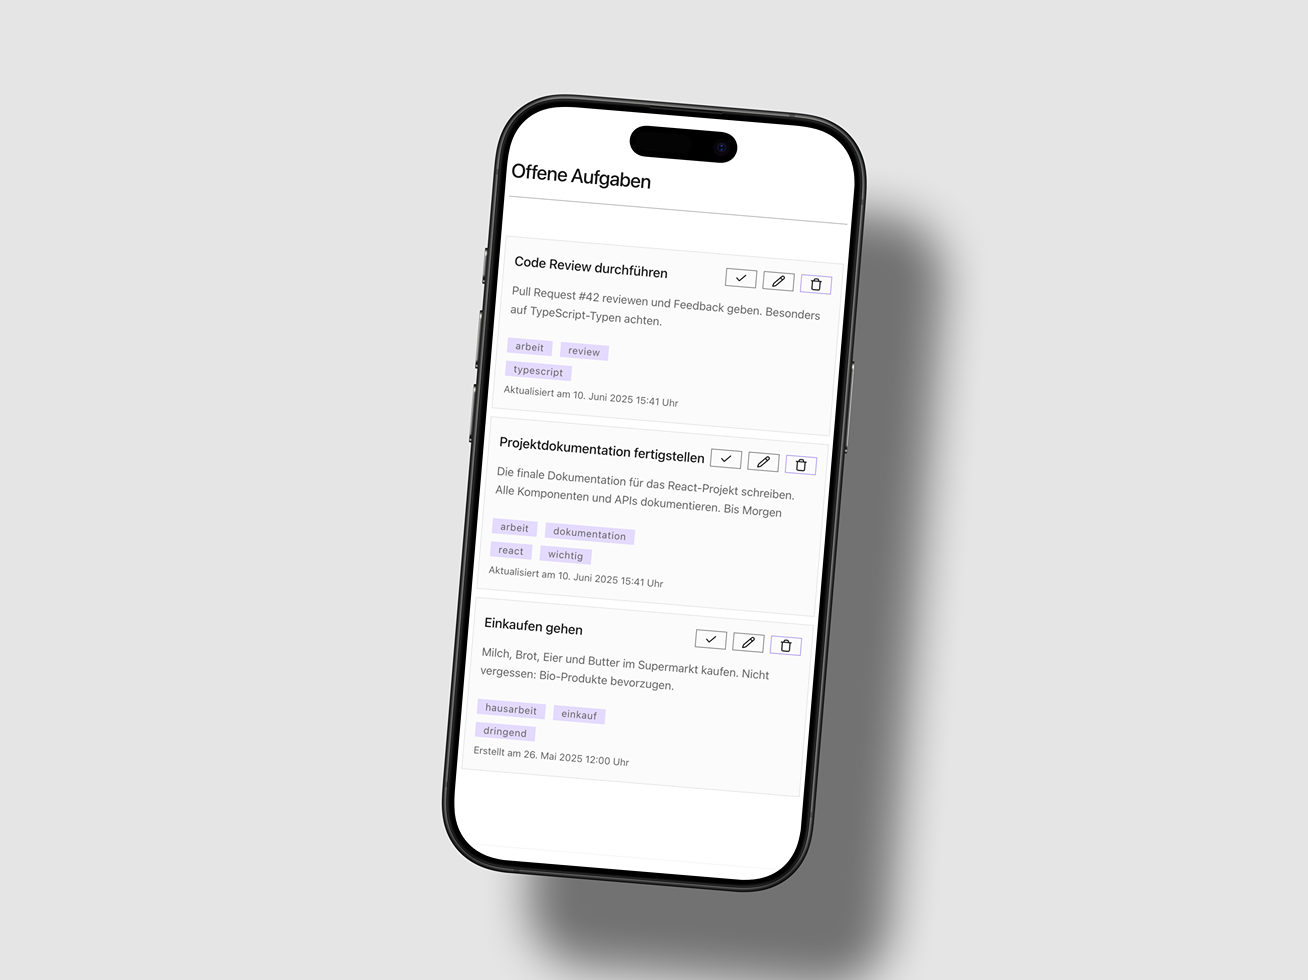 Offene Aufgaben
Code Review durchführen
Pull Request #42 reviewen und Feedback geben. Besonders
auf TypeScript-Typen achten.
arbeit review
typescript
Aktualisiert am 10. Juni 2025 15:41 Uhr
Projektdokumentation fertigstellen
Die finale Dokumentation für das React-Projekt schreiben.
Alle Komponenten und APIs dokumentieren. Bis Morgen
arbeit dokumentation
react wichtig
Aktualisiert am 10. Juni 2025 15:41 Uhr
Einkaufen gehen
Milch, Brot, Eier und Butter im Supermarkt kaufen. Nicht
vergessen: Bio-Produkte bevorzugen.
hausarbeit einkauf
dringend
Erstellt am 26. Mai 2025 12:00 Uhr